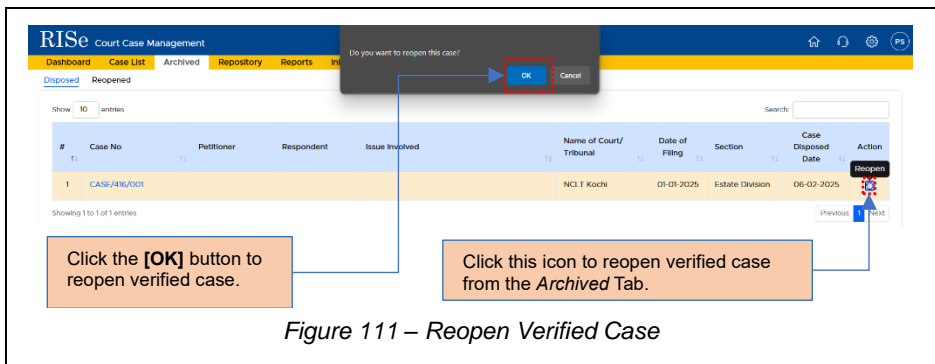 RISe Court Case Management
PS
Do you want to reopen this case?
OK Cancel
Dashboard Case List Archived Repository Reports
Disposed Reopened
Show 10 entries Search:
# Case No Petitioner Respondent Issue Involved Name of Court/ Tribunal Date of Filing Section Case Disposed Date Action
Reopen
1 CASE/416/001 NCLT Kochi 01-01-2025 Estate Division 06-02-2025
Showing 1 to 1 of 1 entries Previous 1 Next
Click the [OK] button to
reopen verified case.
Click this icon to reopen verified case
from the Archived Tab.
Figure 111 – Reopen Verified Case